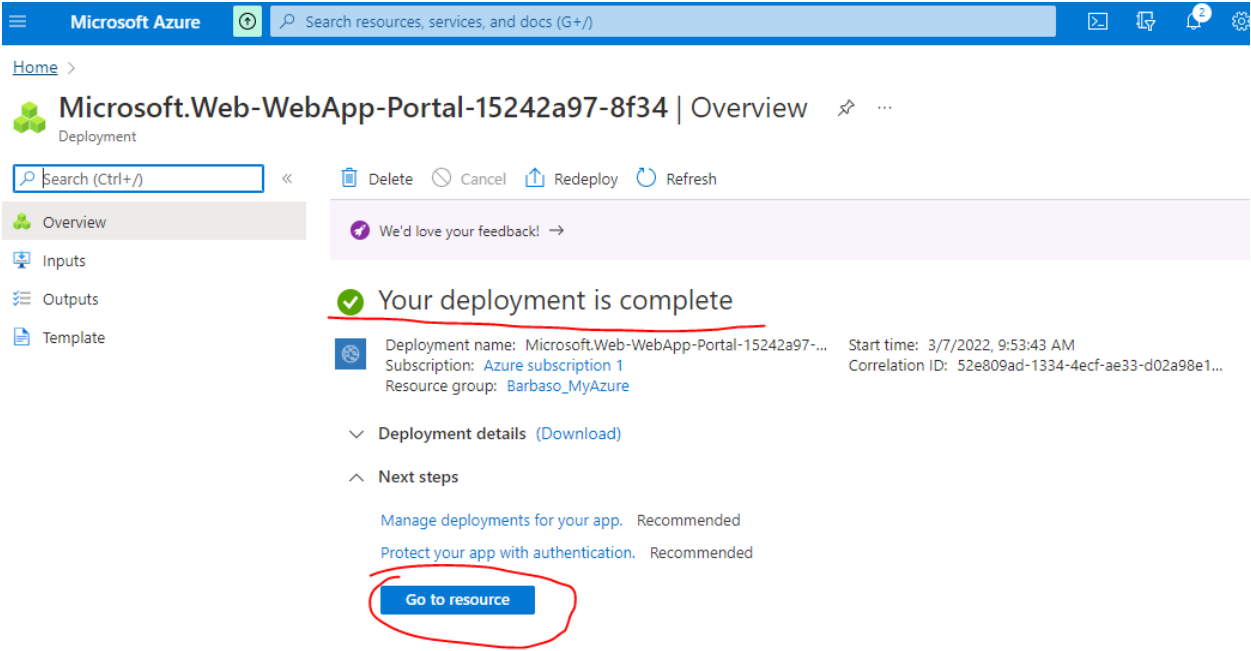 Microsoft Azure
Search resources, services, and docs (G+/)
2
Home >
Microsoft.Web-WebApp-Portal-15242a97-8f34 | Overview
Deployment
Search (Ctrl+/)
Delete Cancel Redeploy Refresh
Overview
Inputs
Outputs
Template
We'd love your feedback! →
Your deployment is complete
Deployment name: Microsoft.Web-WebApp-Portal-15242a97-...
Subscription: Azure subscription 1
Resource group: Barbaso_MyAzure
Start time: 3/7/2022, 9:53:43 AM
Correlation ID: 52e809ad-1334-4ecf-ae33-d02a98e1...
Deployment details (Download)
Next steps
Manage deployments for your app. Recommended
Protect your app with authentication. Recommended
Go to resource